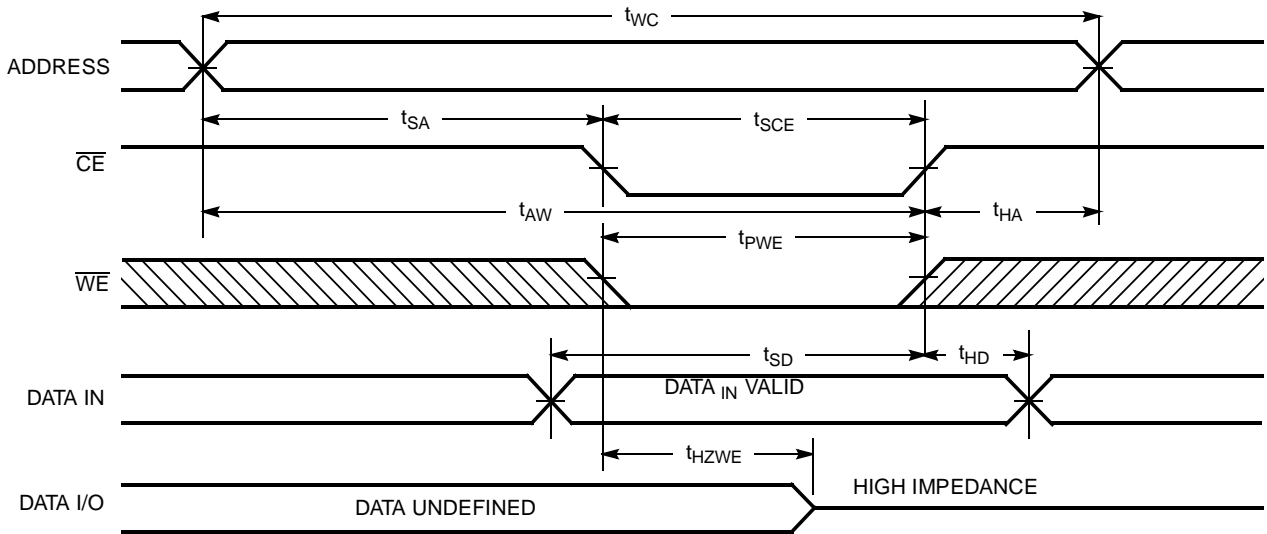 tWC
ADDRESS
tSA
tSCE
CE
tAW
tHA
tPWE
WE
tSD
tHD
DATA IN
DATA IN VALID
tHZWE
DATA I/O
DATA UNDEFINED
HIGH IMPEDANCE